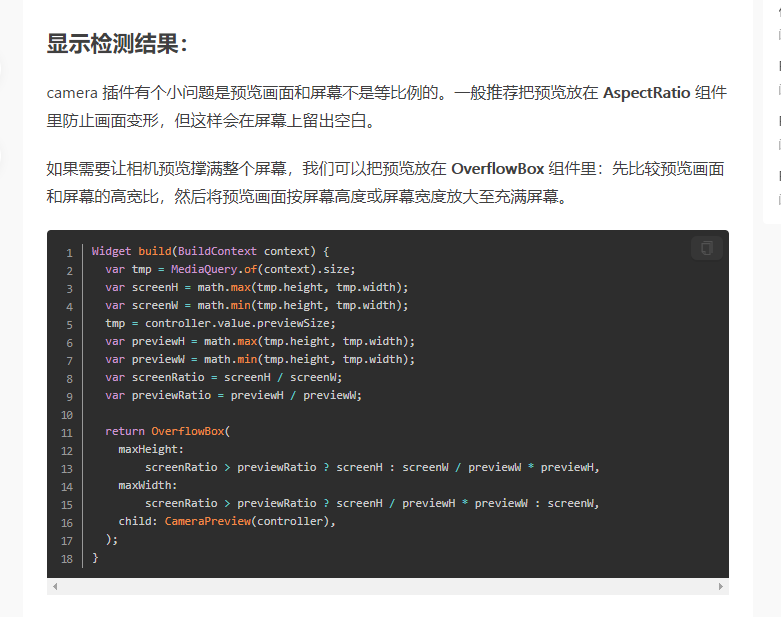 显示检测结果：
camera 插件有个小问题是预览画面和屏幕不是等比例的。一般推荐把预览放在 AspectRatio 组件
里防止画面变形，但这样会在屏幕上留出空白。
如果需要让相机预览撑满整个屏幕，我们可以把预览放在 OverflowBox 组件里：先比较预览画面
和屏幕的高宽比，然后将预览画面按屏幕高度或屏幕宽度放大至充满屏幕。
1 Widget build(BuildContext context) {
2   var tmp = MediaQuery.of(context).size;
3   var screenH = math.max(tmp.height, tmp.width);
4   var screenW = math.min(tmp.height, tmp.width);
5   tmp = controller.value.previewSize;
6   var previewH = math.max(tmp.height, tmp.width);
7   var previewW = math.min(tmp.height, tmp.width);
8   var screenRatio = screenH / screenW;
9   var previewRatio = previewH / previewW;
10
11   return OverflowBox(
12     maxHeight:
13         screenRatio > previewRatio ? screenH : screenW / previewW * previewH,
14     maxWidth:
15         screenRatio > previewRatio ? screenH / previewH * previewW : screenW,
16     child: CameraPreview(controller),
17   );
18 }